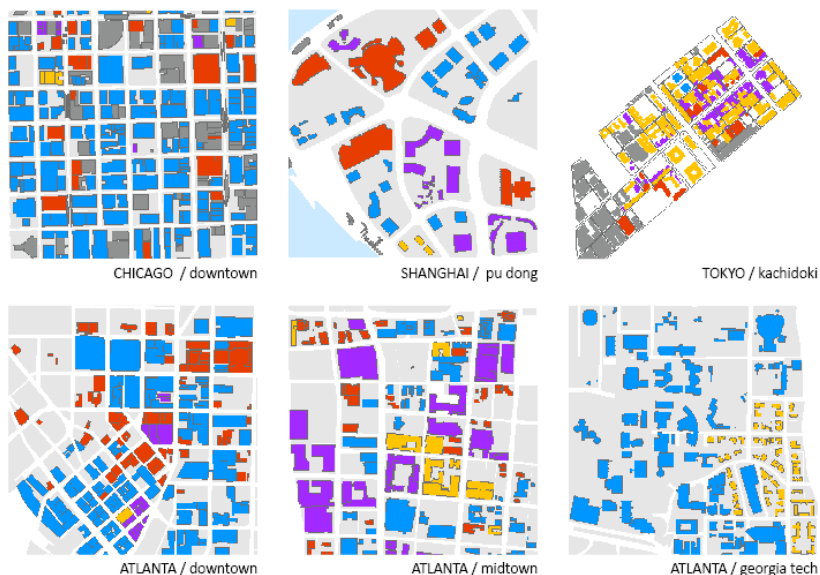 CHICAGO / downtown
SHANGHAI / pu dong
TOKYO / kachidoki
ATLANTA / downtown
ATLANTA / midtown
ATLANTA / georgia tech